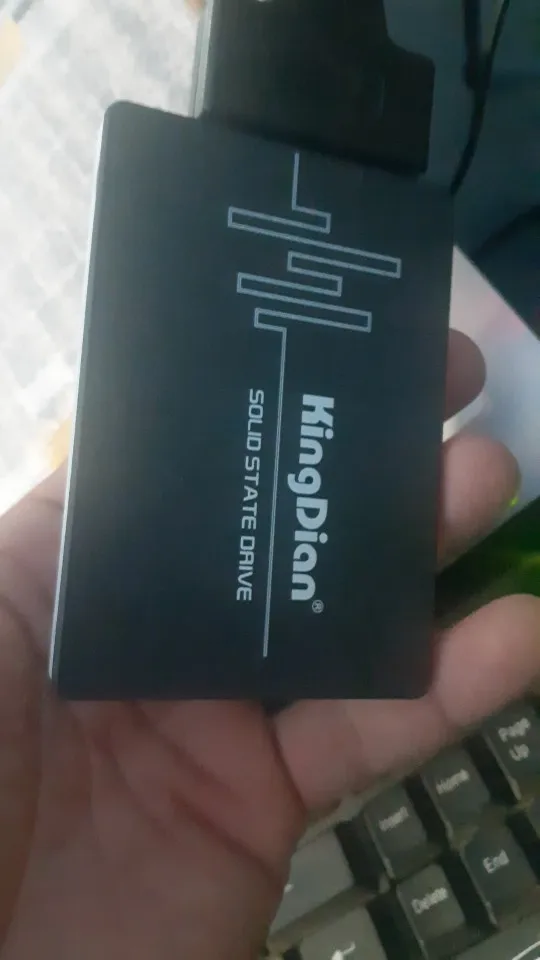 KingDian®
SOLID STATE DRIVE
Page
Up
Home
Insert
End
Delete